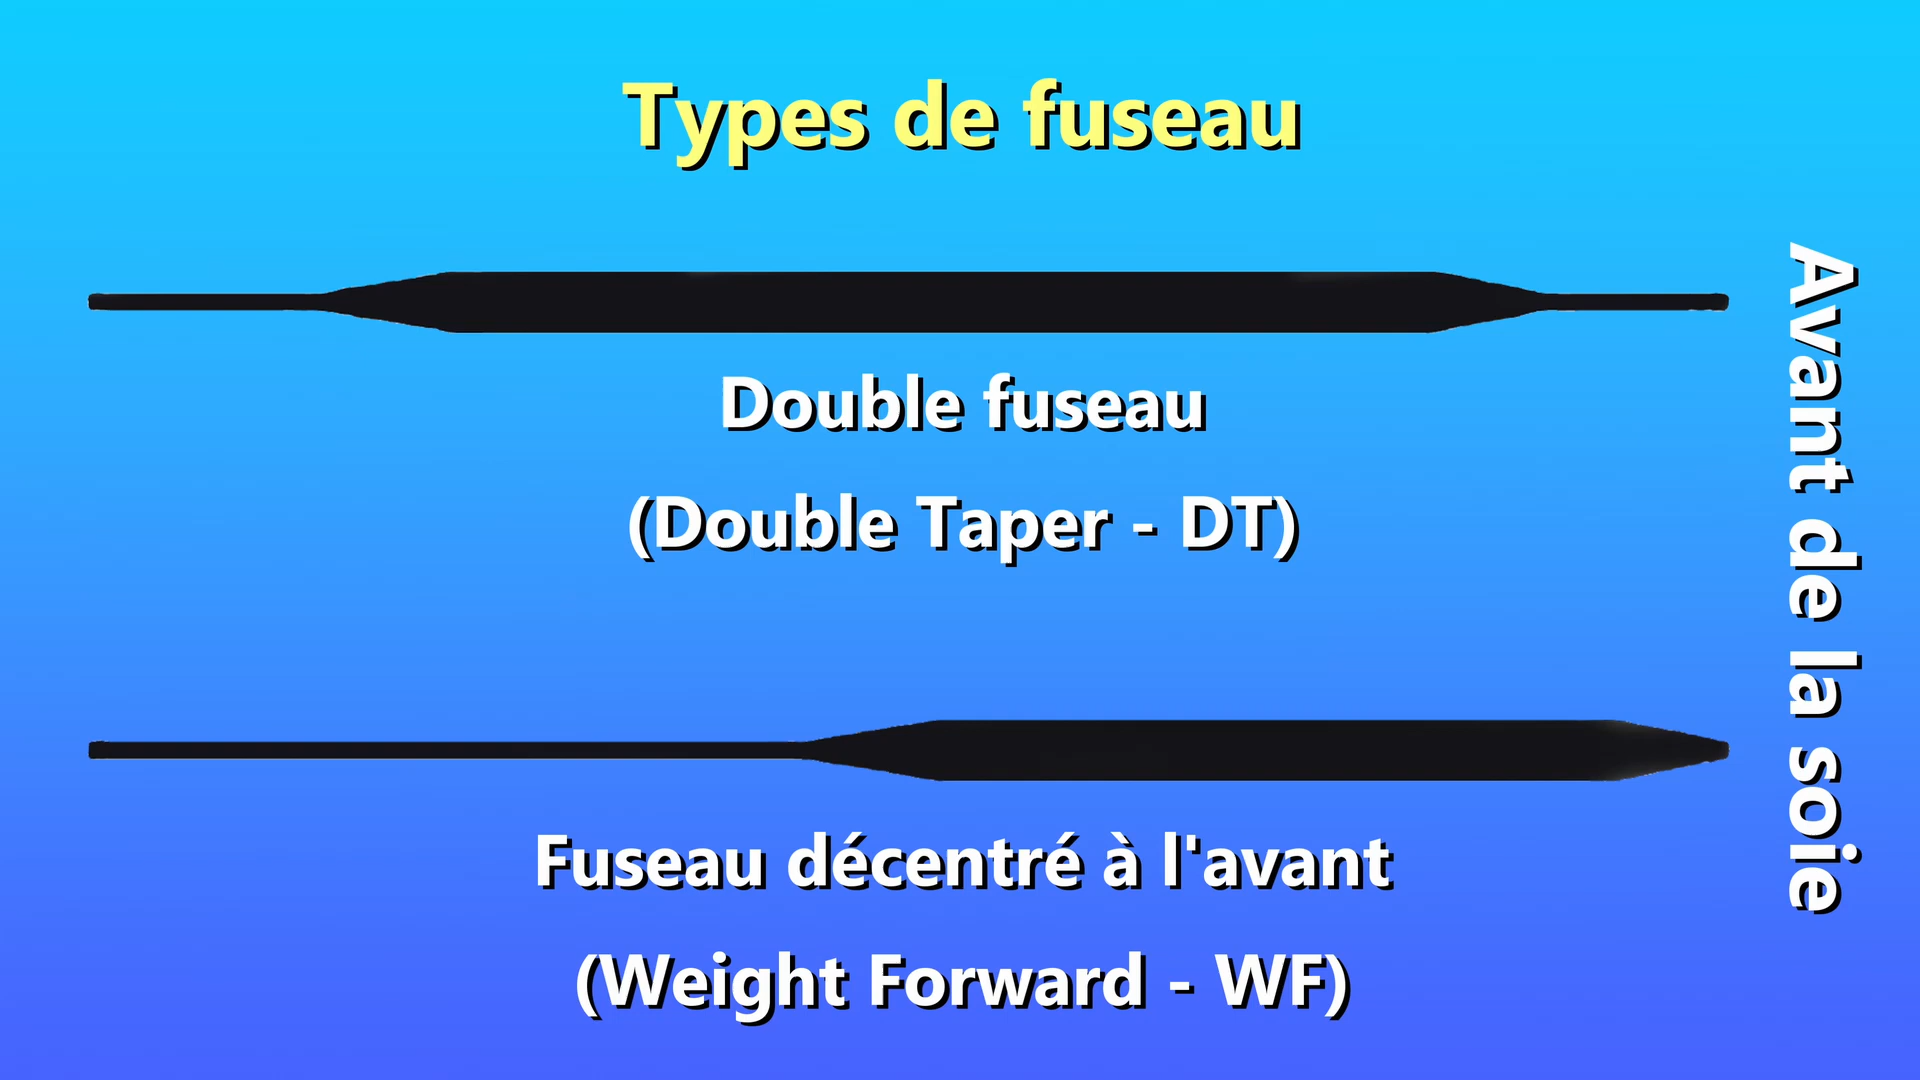 Types de fuseau
Double fuseau
(Double Taper - DT)
Fuseau décentré à l'avant
(Weight Forward - WF)
Avant de la soie